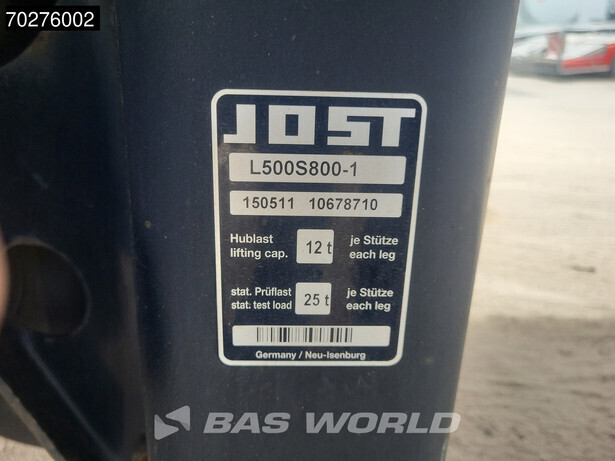 70276002
JOST
L500S800-1
150511 10678710
Hublast
lifting cap.
12 t
je Stütze
each leg
stat. Prüflast
stat. test load
25 t
je Stütze
each leg
Germany / Neu-Isenburg
BAS WORLD